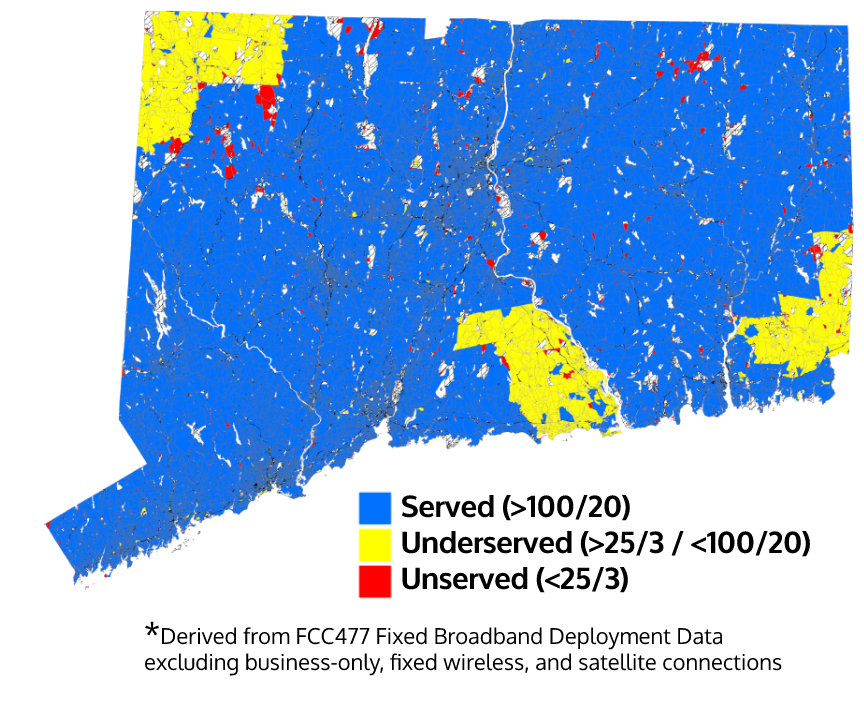 Served (>100/20)
Underserved (>25/3 / <100/20)
Unserved (<25/3)
*Derived from FCC477 Fixed Broadband Deployment Data
excluding business-only, fixed wireless, and satellite connections